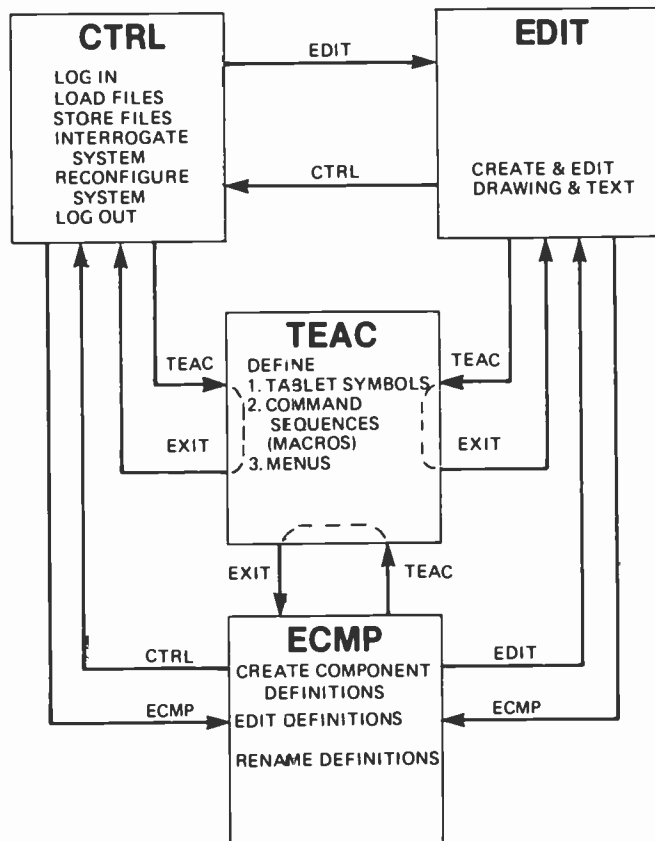 CTRL
LOG IN
LOAD FILES
STORE FILES
INTERROGATE
SYSTEM
RECONFIGURE
SYSTEM
LOG OUT
EDIT
CTRL
EDIT
CREATE & EDIT
DRAWING & TEXT
TEAC
EXIT
TEAC
DEFINE
1. TABLET SYMBOLS
2. COMMAND
SEQUENCES
(MACROS)
3. MENUS
TEAC
EXIT
EXIT
TEAC
CTRL
ECMP
ECMP
CREATE COMPONENT
DEFINITIONS
EDIT DEFINITIONS
RENAME DEFINITIONS
EDIT
ECMP